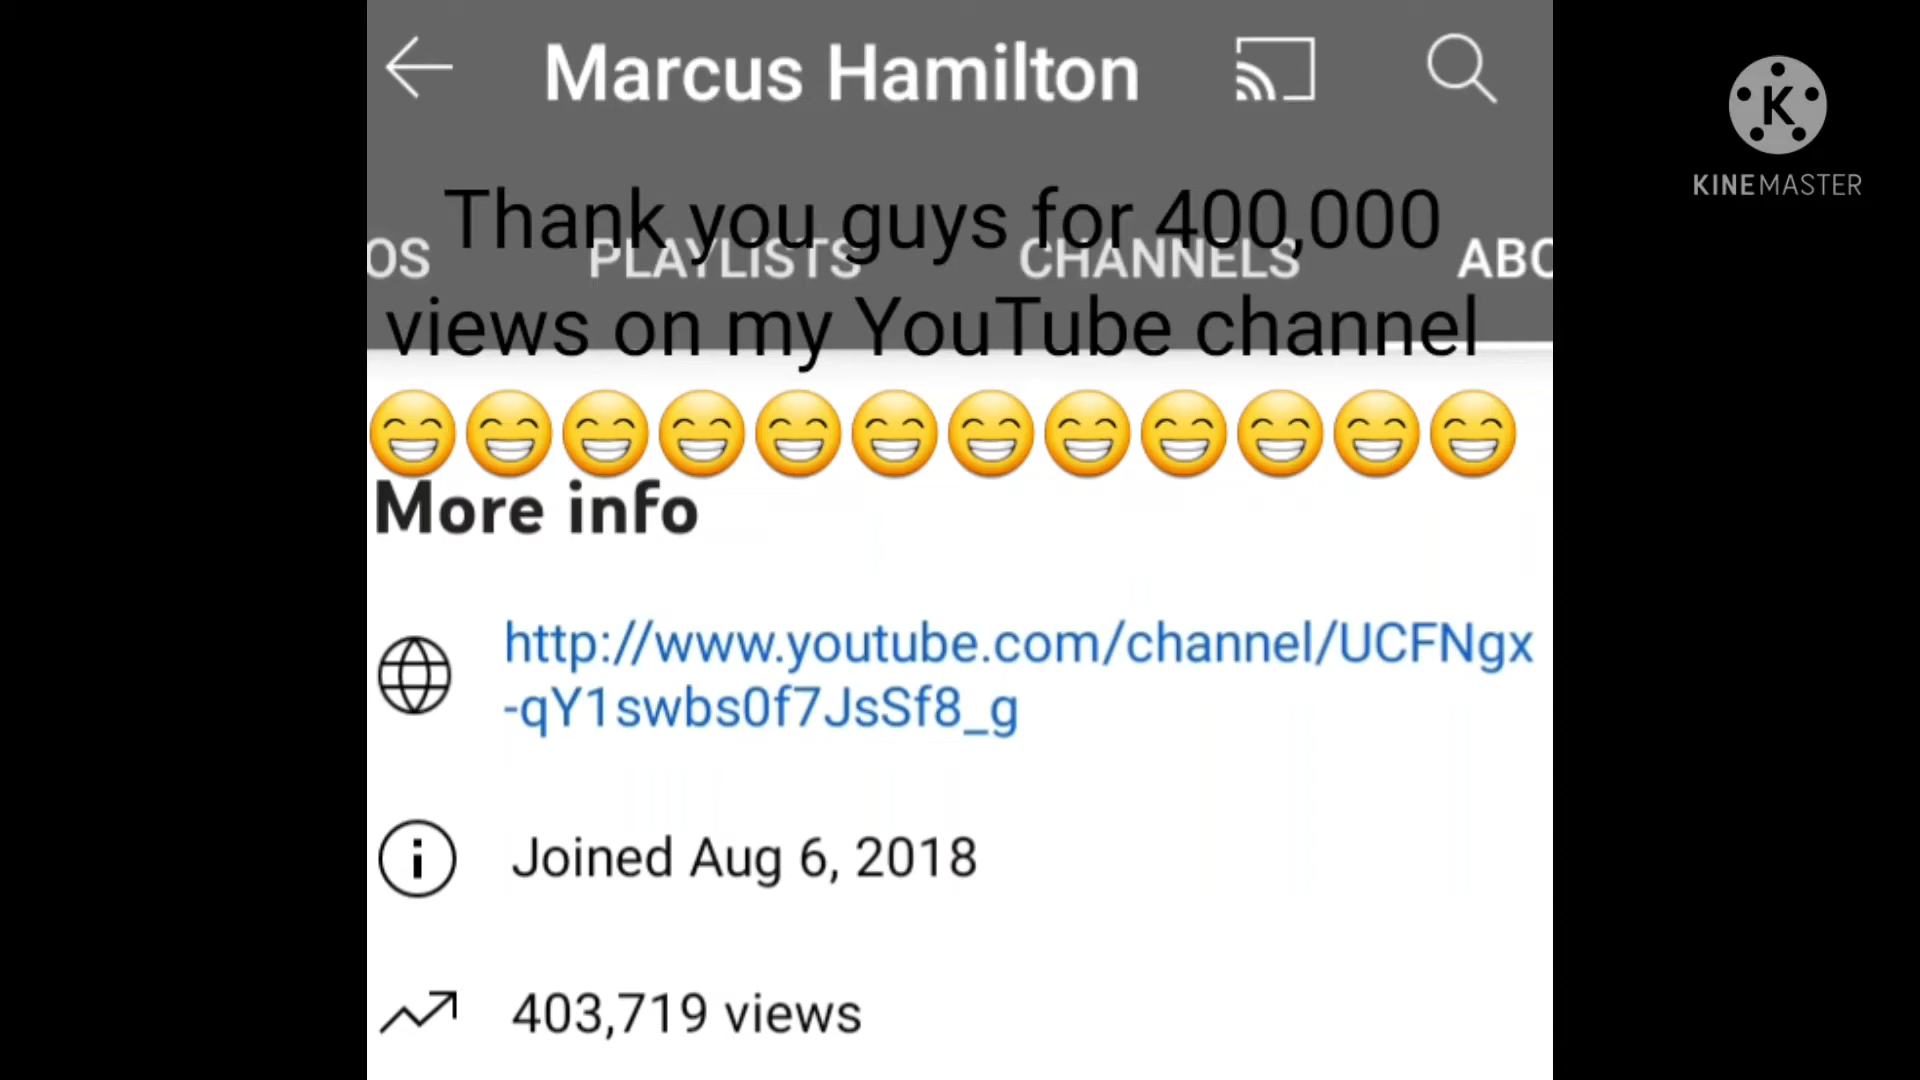 Marcus Hamilton
K
KINEMASTER
Thank you guys for 400,000
OS PLAYLISTS CHANNELS ABO
views on my YouTube channel
😁😁😁😁😁😁😁😁😁😁😁😁
More info
http://www.youtube.com/channel/UCFNgx
-qY1swbs0f7JsSf8_g
Joined Aug 6, 2018
403,719 views